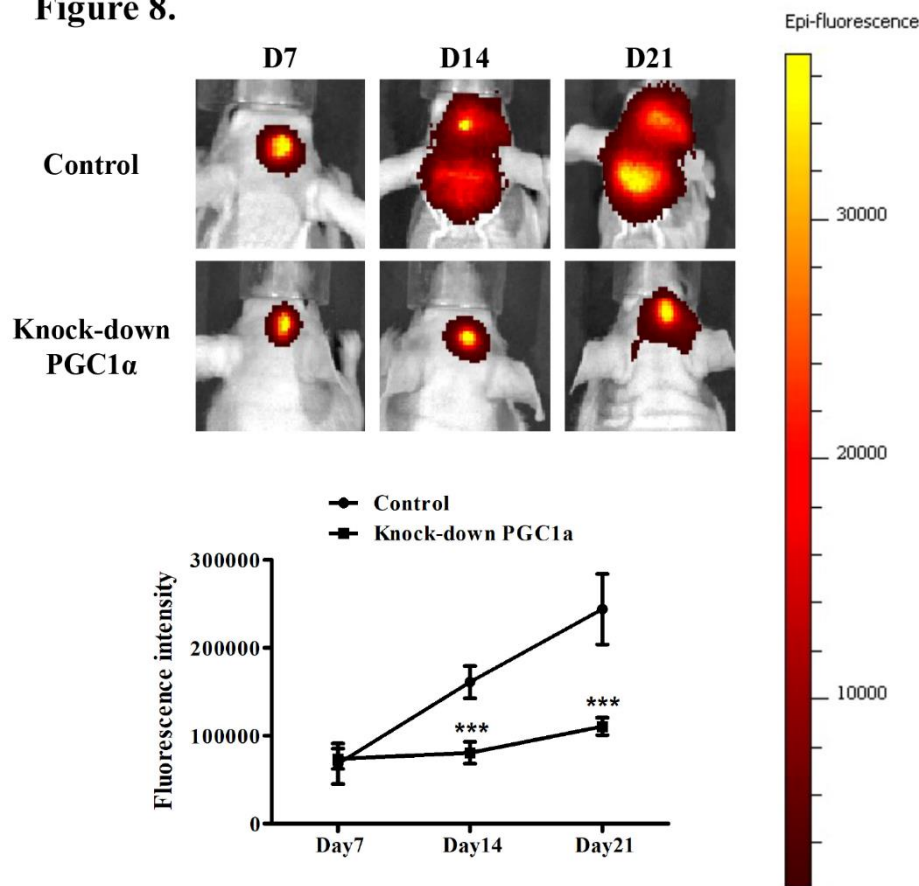 Figure 8.
Epi-fluorescence
D7 D14 D21
Control
Knock-down
PGC1α
30000
20000
10000
Control
Knock-down PGC1a
Fluorescence intensity
300000
200000
100000
0
***
***
Day7 Day14 Day21